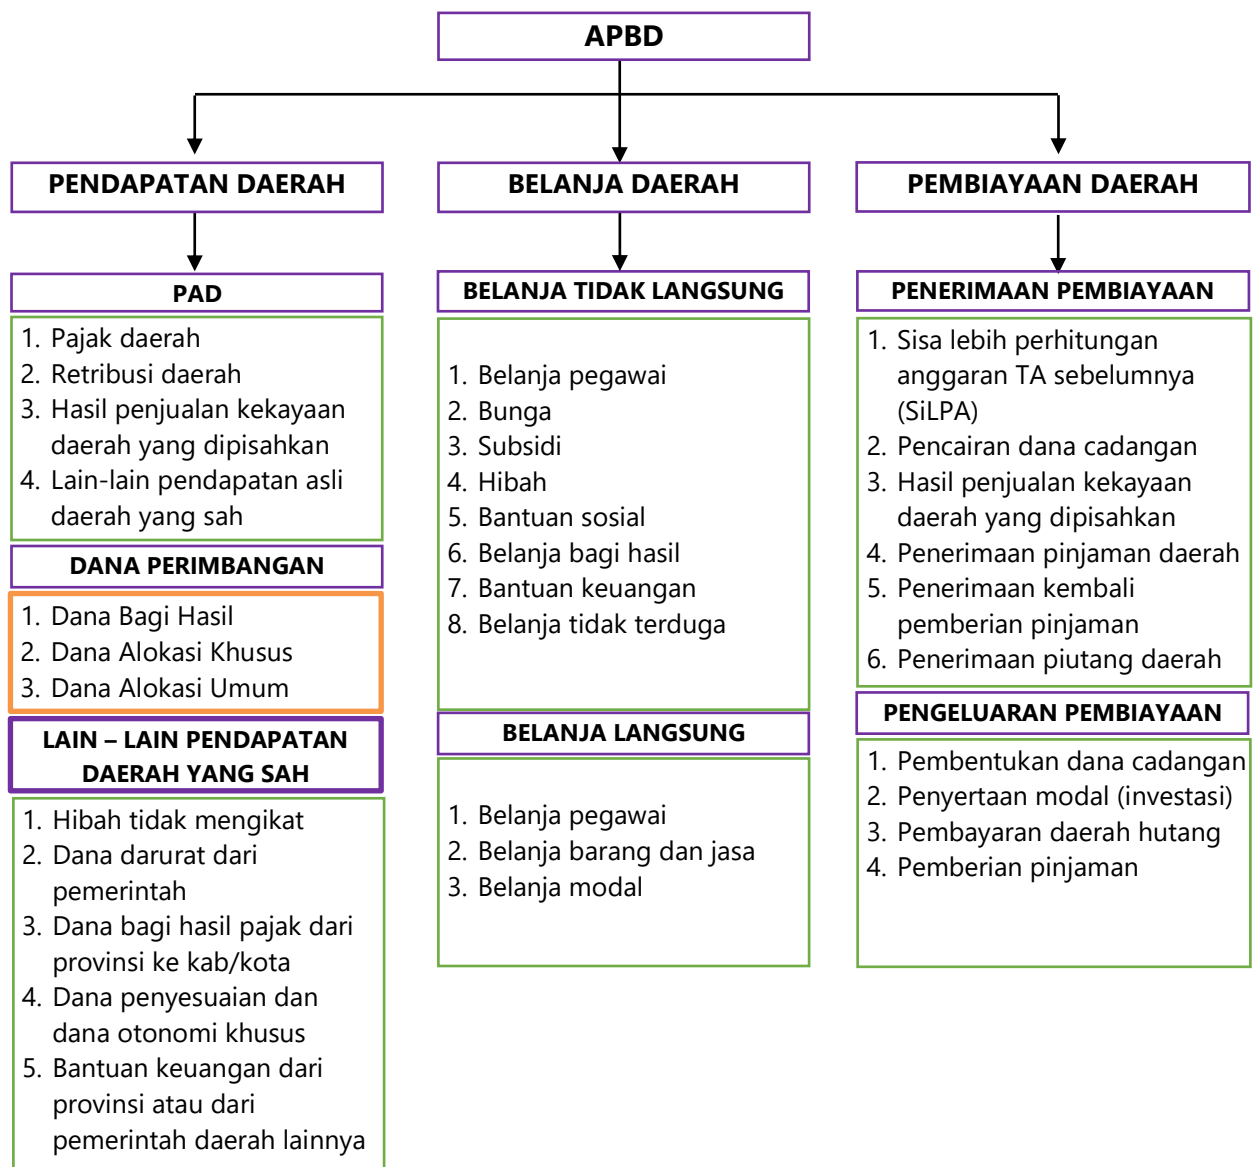 APBD
PENDAPATAN DAERAH
PAD
1. Pajak daerah
2. Retribusi daerah
3. Hasil penjualan kekayaan
daerah yang dipisahkan
4. Lain-lain pendapatan asli
daerah yang sah
DANA PERIMBANGAN
1. Dana Bagi Hasil
2. Dana Alokasi Khusus
3. Dana Alokasi Umum
LAIN – LAIN PENDAPATAN
DAERAH YANG SAH
1. Hibah tidak mengikat
2. Dana darurat dari
pemerintah
3. Dana bagi hasil pajak dari
provinsi ke kab/kota
4. Dana penyesuaian dan
dana otonomi khusus
5. Bantuan keuangan dari
provinsi atau dari
pemerintah daerah lainnya
BELANJA DAERAH
BELANJA TIDAK LANGSUNG
1. Belanja pegawai
2. Bunga
3. Subsidi
4. Hibah
5. Bantuan sosial
6. Belanja bagi hasil
7. Bantuan keuangan
8. Belanja tidak terduga
BELANJA LANGSUNG
1. Belanja pegawai
2. Belanja barang dan jasa
3. Belanja modal
PEMBIAYAAN DAERAH
PENERIMAAN PEMBIAYAAN
1. Sisa lebih perhitungan
anggaran TA sebelumnya
(SiLPA)
2. Pencairan dana cadangan
3. Hasil penjualan kekayaan
daerah yang dipisahkan
4. Penerimaan pinjaman daerah
5. Penerimaan kembali
pemberian pinjaman
6. Penerimaan piutang daerah
PENGELUARAN PEMBIAYAAN
1. Pembentukan dana cadangan
2. Penyertaan modal (investasi)
3. Pembayaran daerah hutang
4. Pemberian pinjaman